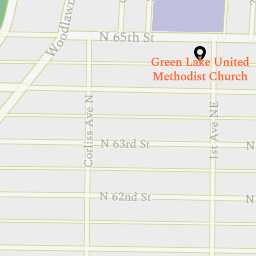 Woodlawn
N 65th St
Green Lake United
Methodist Church
Corliss Ave N
1st Ave NE
N 63rd St
N 62nd St